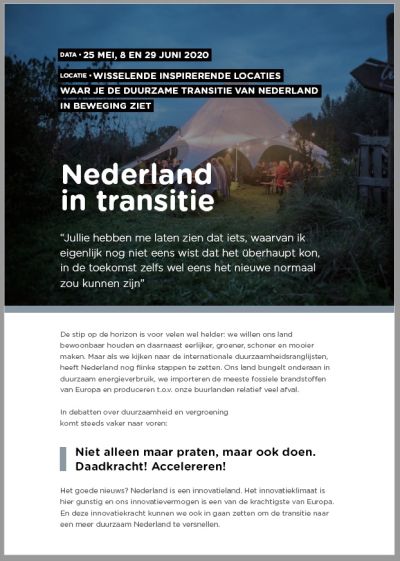 DATA • 25 MEI, 8 EN 29 JUNI 2020
LOCATIE • WISSELENDE INSPIRERENDE LOCATIES
WAAR JE DE DUURZAME TRANSITIE VAN NEDERLAND
IN BEWEGING ZIET
Nederland
in transitie
“Jullie hebben me laten zien dat iets, waarvan ik
eigenlijk nog niet eens wist dat het überhaupt kon,
in de toekomst zelfs wel eens het nieuwe normaal
zou kunnen zijn”
De stip op de horizon is voor velen wel helder: we willen ons land
bewoonbaar houden en daarnaast eerlijker, groener, schoner en mooier
maken. Maar als we kijken naar de internationale duurzaamheidsranglijsten,
heeft Nederland nog flinke stappen te zetten. Ons land bungelt onderaan in
duurzaam energieverbruik, we importeren de meeste fossiele brandstoffen
van Europa en produceren t.o.v. onze buurlanden relatief veel afval.
In debatten over duurzaamheid en vergroening
komt steeds vaker naar voren:
Niet alleen maar praten, maar ook doen.
Daadkracht! Accelereren!
Het goede nieuws? Nederland is een innovatieland. Het innovatieklimaat is
hier gunstig en ons innovatievermogen is een van de krachtigste van Europa.
En deze innovatiekracht kunnen we ook in gaan zetten om de transitie naar
een meer duurzaam Nederland te versnellen.